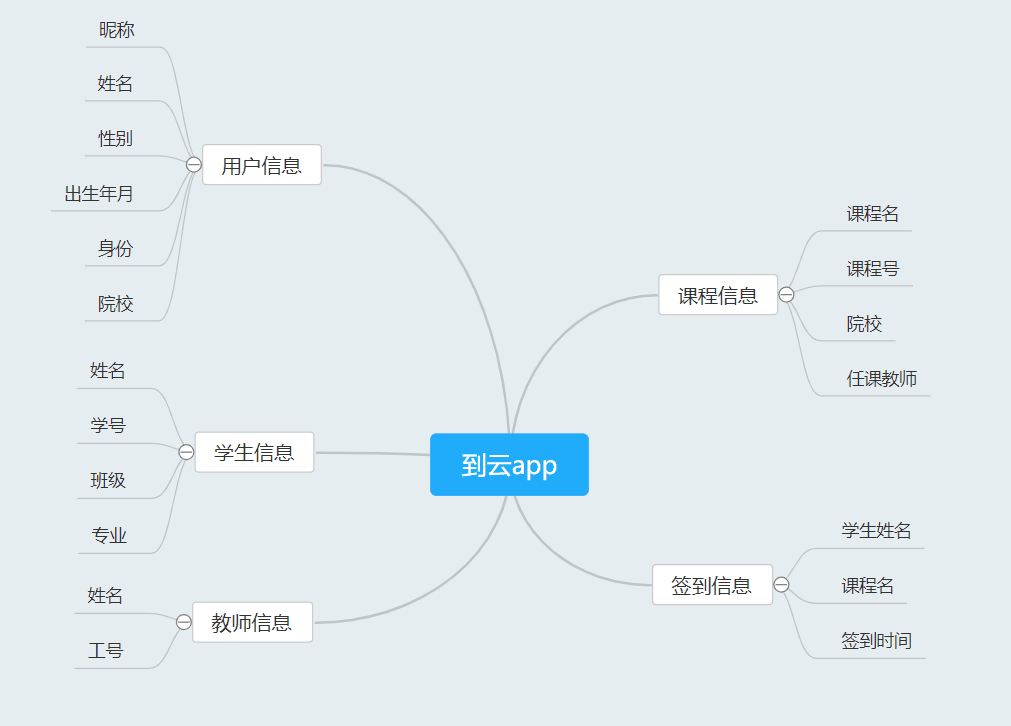 到云app
用户信息
昵称
姓名
性别
出生年月
身份
院校
学生信息
姓名
学号
班级
专业
教师信息
姓名
工号
课程信息
课程名
课程号
院校
任课教师
签到信息
学生姓名
课程名
签到时间